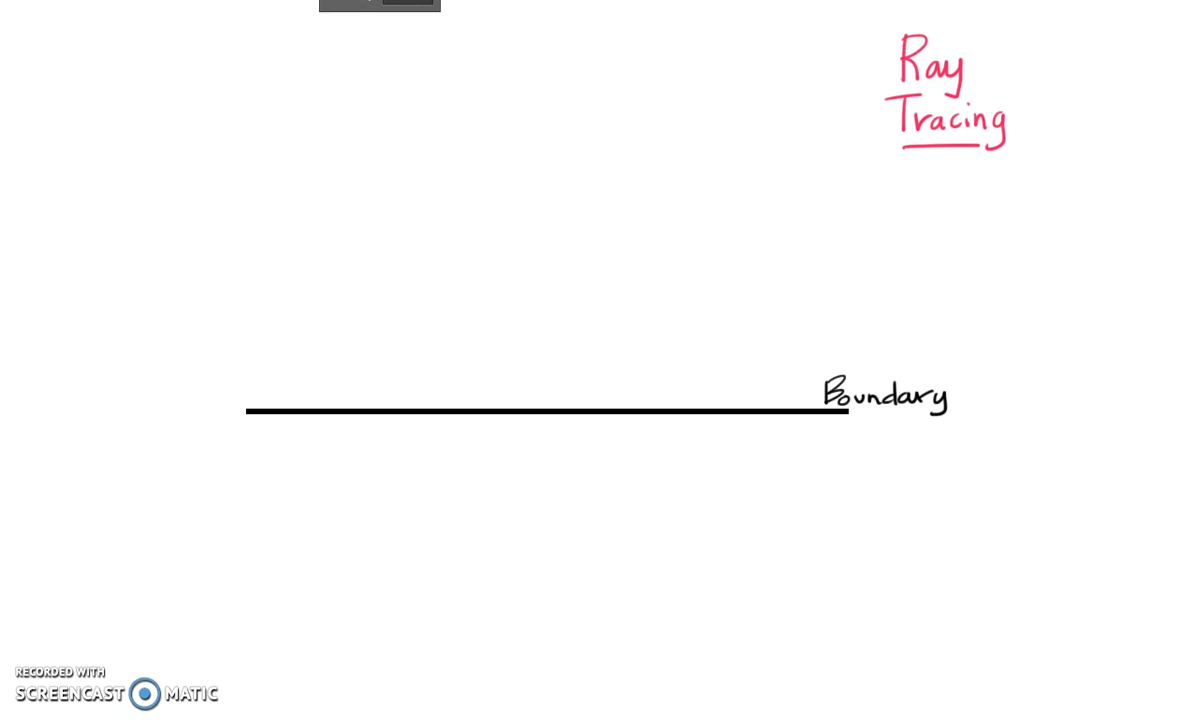 Ray
Tracing
Boundary
RECORDED WITH
SCREENCAST MATIC